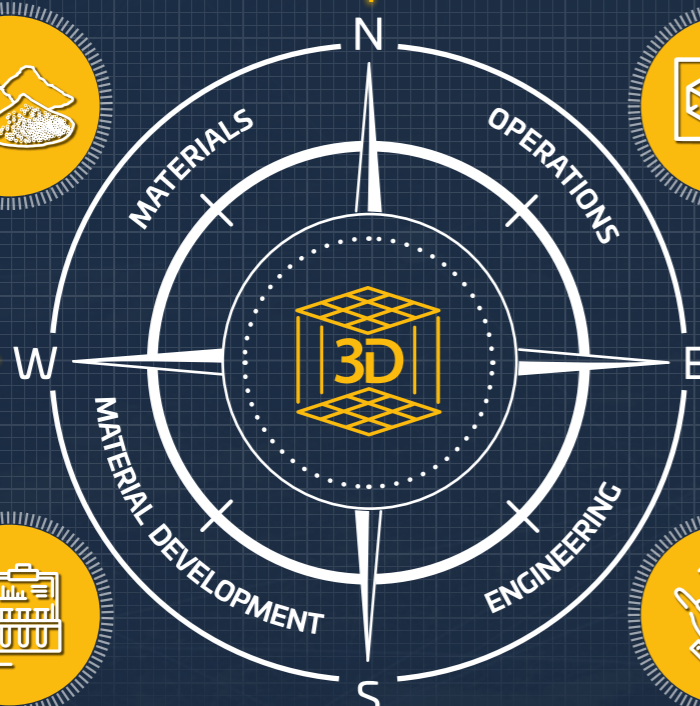 N
MATERIALS
OPERATIONS
W
3D
E
MATERIAL DEVELOPMENT
ENGINEERING
S